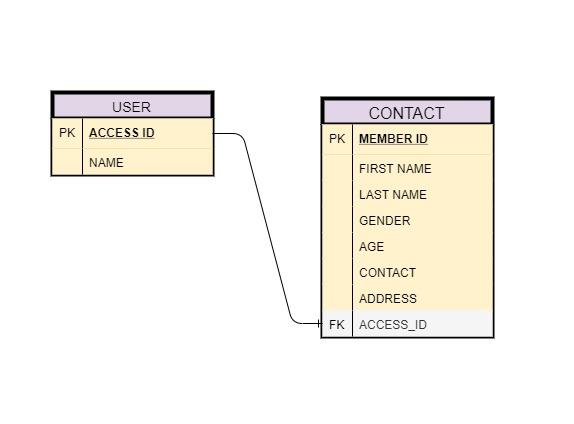 USER
PK ACCESS ID
NAME
CONTACT
PK MEMBER ID
FIRST NAME
LAST NAME
GENDER
AGE
CONTACT
ADDRESS
FK ACCESS_ID